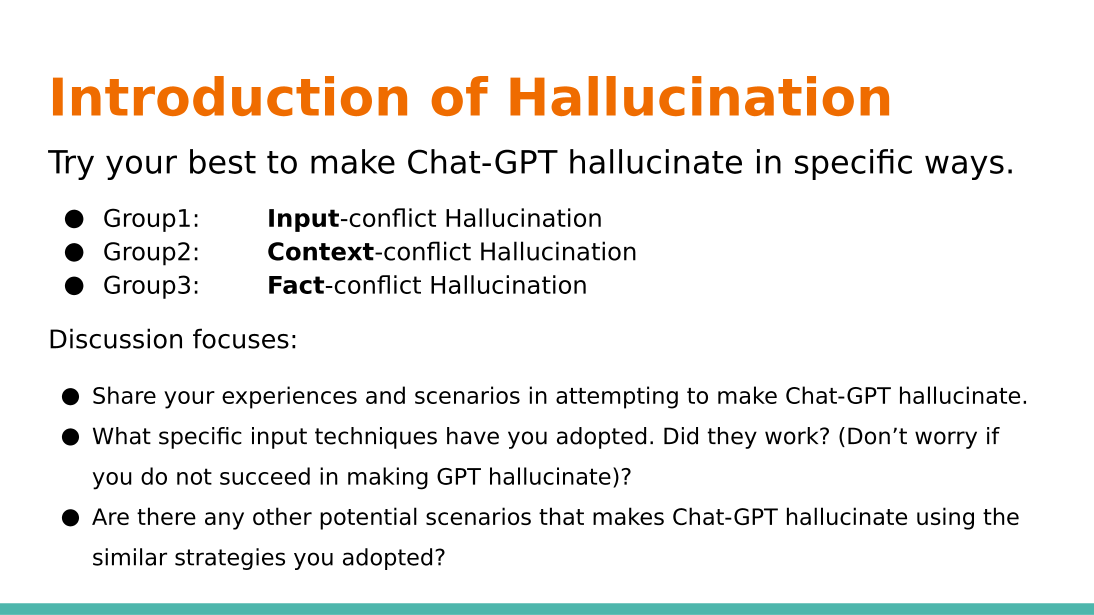 Introduction of Hallucination
Try your best to make Chat-GPT hallucinate in specific ways.
● Group1: Input-conflict Hallucination
● Group2: Context-conflict Hallucination
● Group3: Fact-conflict Hallucination
Discussion focuses:
● Share your experiences and scenarios in attempting to make Chat-GPT hallucinate.
● What specific input techniques have you adopted. Did they work? (Don’t worry if
you do not succeed in making GPT hallucinate)?
● Are there any other potential scenarios that makes Chat-GPT hallucinate using the
similar strategies you adopted?